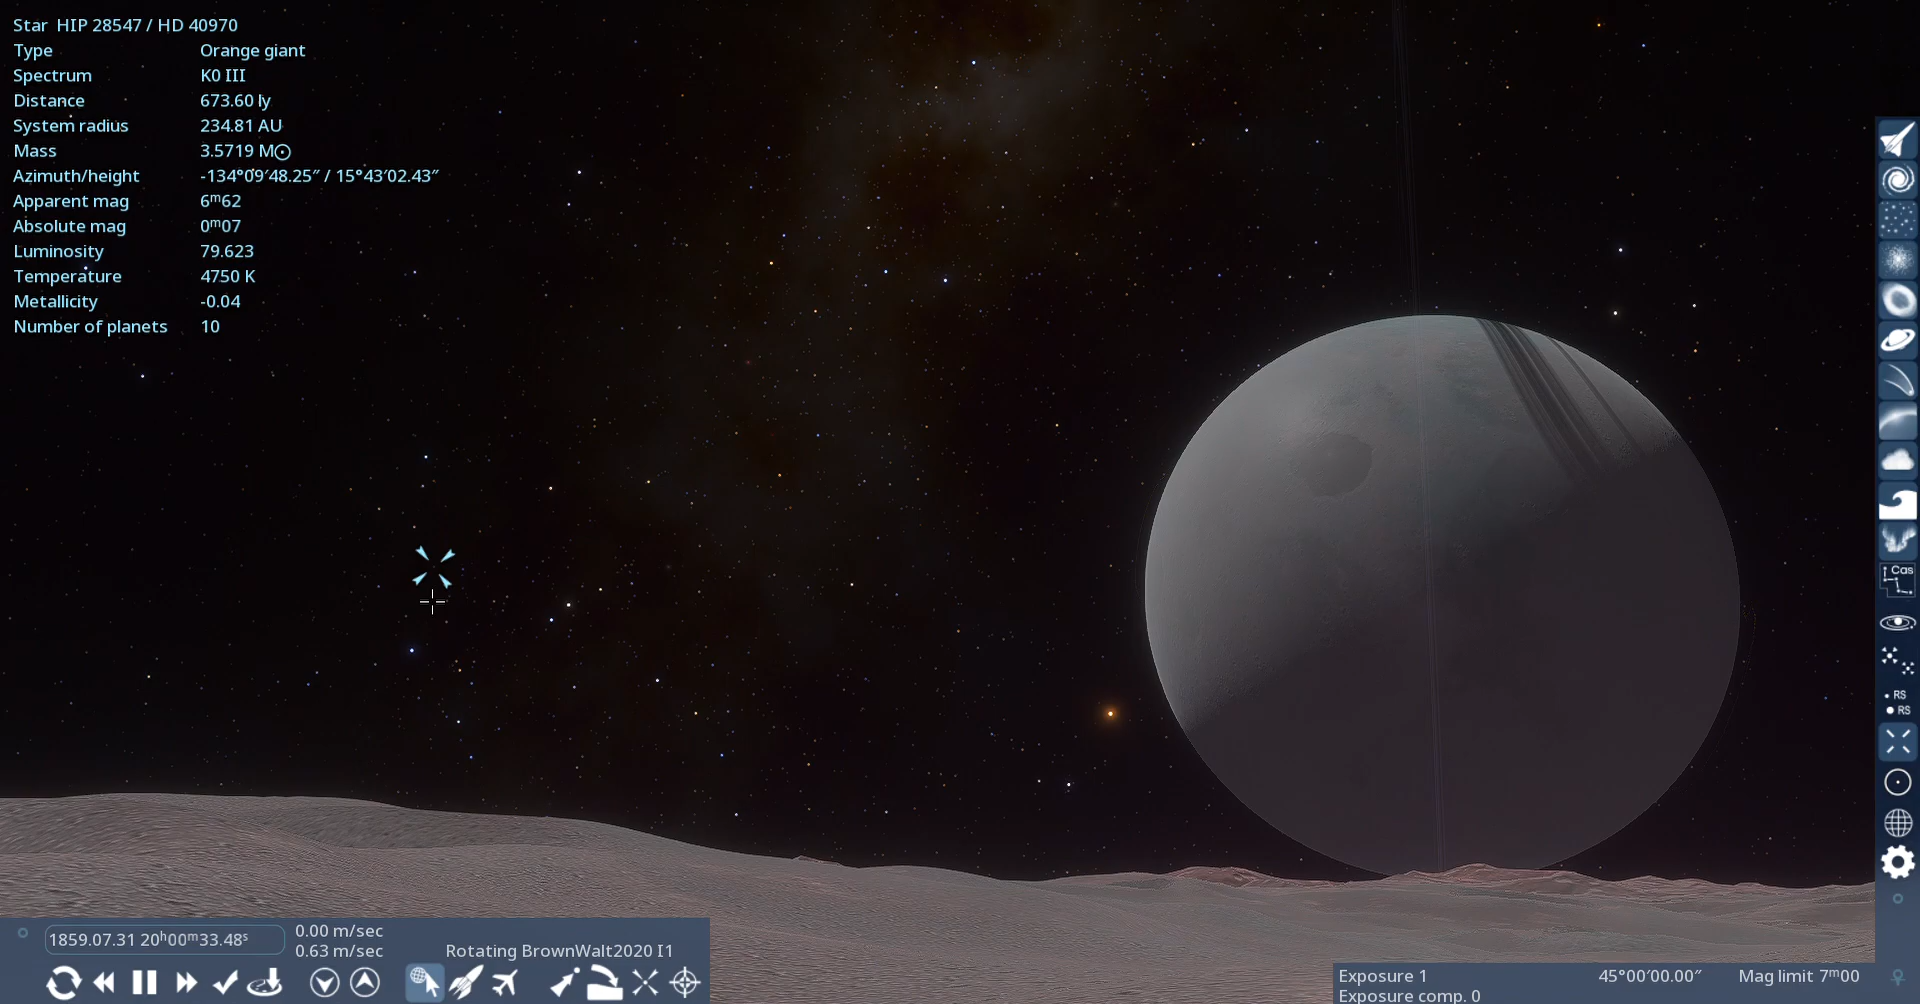 Star HIP 28547 / HD 40970
Type Orange giant
Spectrum K0 III
Distance 673.60 ly
System radius 234.81 AU
Mass 3.5719 M☉
Azimuth/height -134°09′48.25″ / 15°43′02.43″
Apparent mag 6ᵐ62
Absolute mag 0ᵐ07
Luminosity 79.623
Temperature 4750 K
Metallicity -0.04
Number of planets 10
Cas
RS
RS
1859.07.31 20ʰ00ᵐ33.48ˢ
0.00 m/sec
0.63 m/sec Rotating BrownWalt2020 I1
Exposure 1 45°00′00.00″ Mag limit 7ᵐ00
Exposure comp. 0